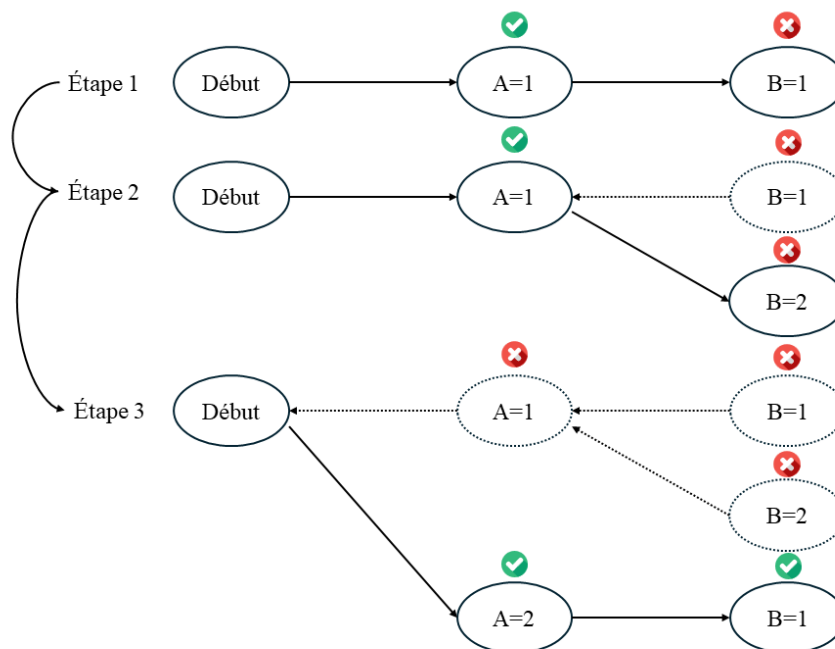 Étape 1
Début
A=1
B=1
Étape 2
Début
A=1
B=1
B=2
Étape 3
Début
A=1
B=1
B=2
A=2
B=1